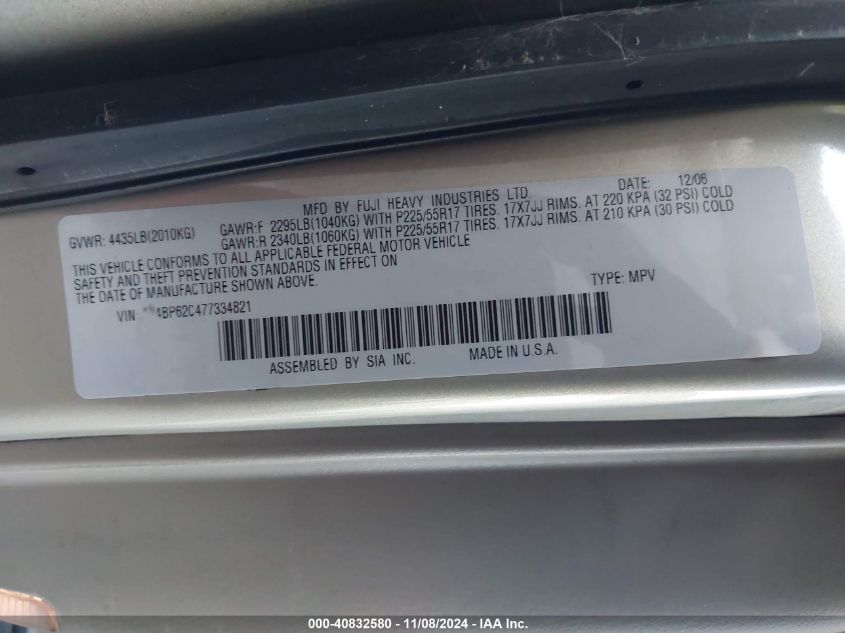 MFD BY FUJI HEAVY INDUSTRIES LTD. DATE: 12/06
GVWR: 4435LB(2010KG) GAWR:F 2295LB(1040KG) WITH P225/55R17 TIRES. 17X7JJ RIMS. AT 220 KPA (32 PSI) COLD
GAWR:R 2340LB(1060KG) WITH P225/55R17 TIRES. 17X7JJ RIMS. AT 210 KPA (30 PSI) COLD
THIS VEHICLE CONFORMS TO ALL APPLICABLE FEDERAL MOTOR VEHICLE
SAFETY AND THEFT PREVENTION STANDARDS IN EFFECT ON
THE DATE OF MANUFACTURE SHOWN ABOVE. TYPE: MPV
VIN: 4BP62C477334821
ASSEMBLED BY SIA INC. MADE IN U.S.A.
000-40832580 - 11/08/2024 - IAA Inc.